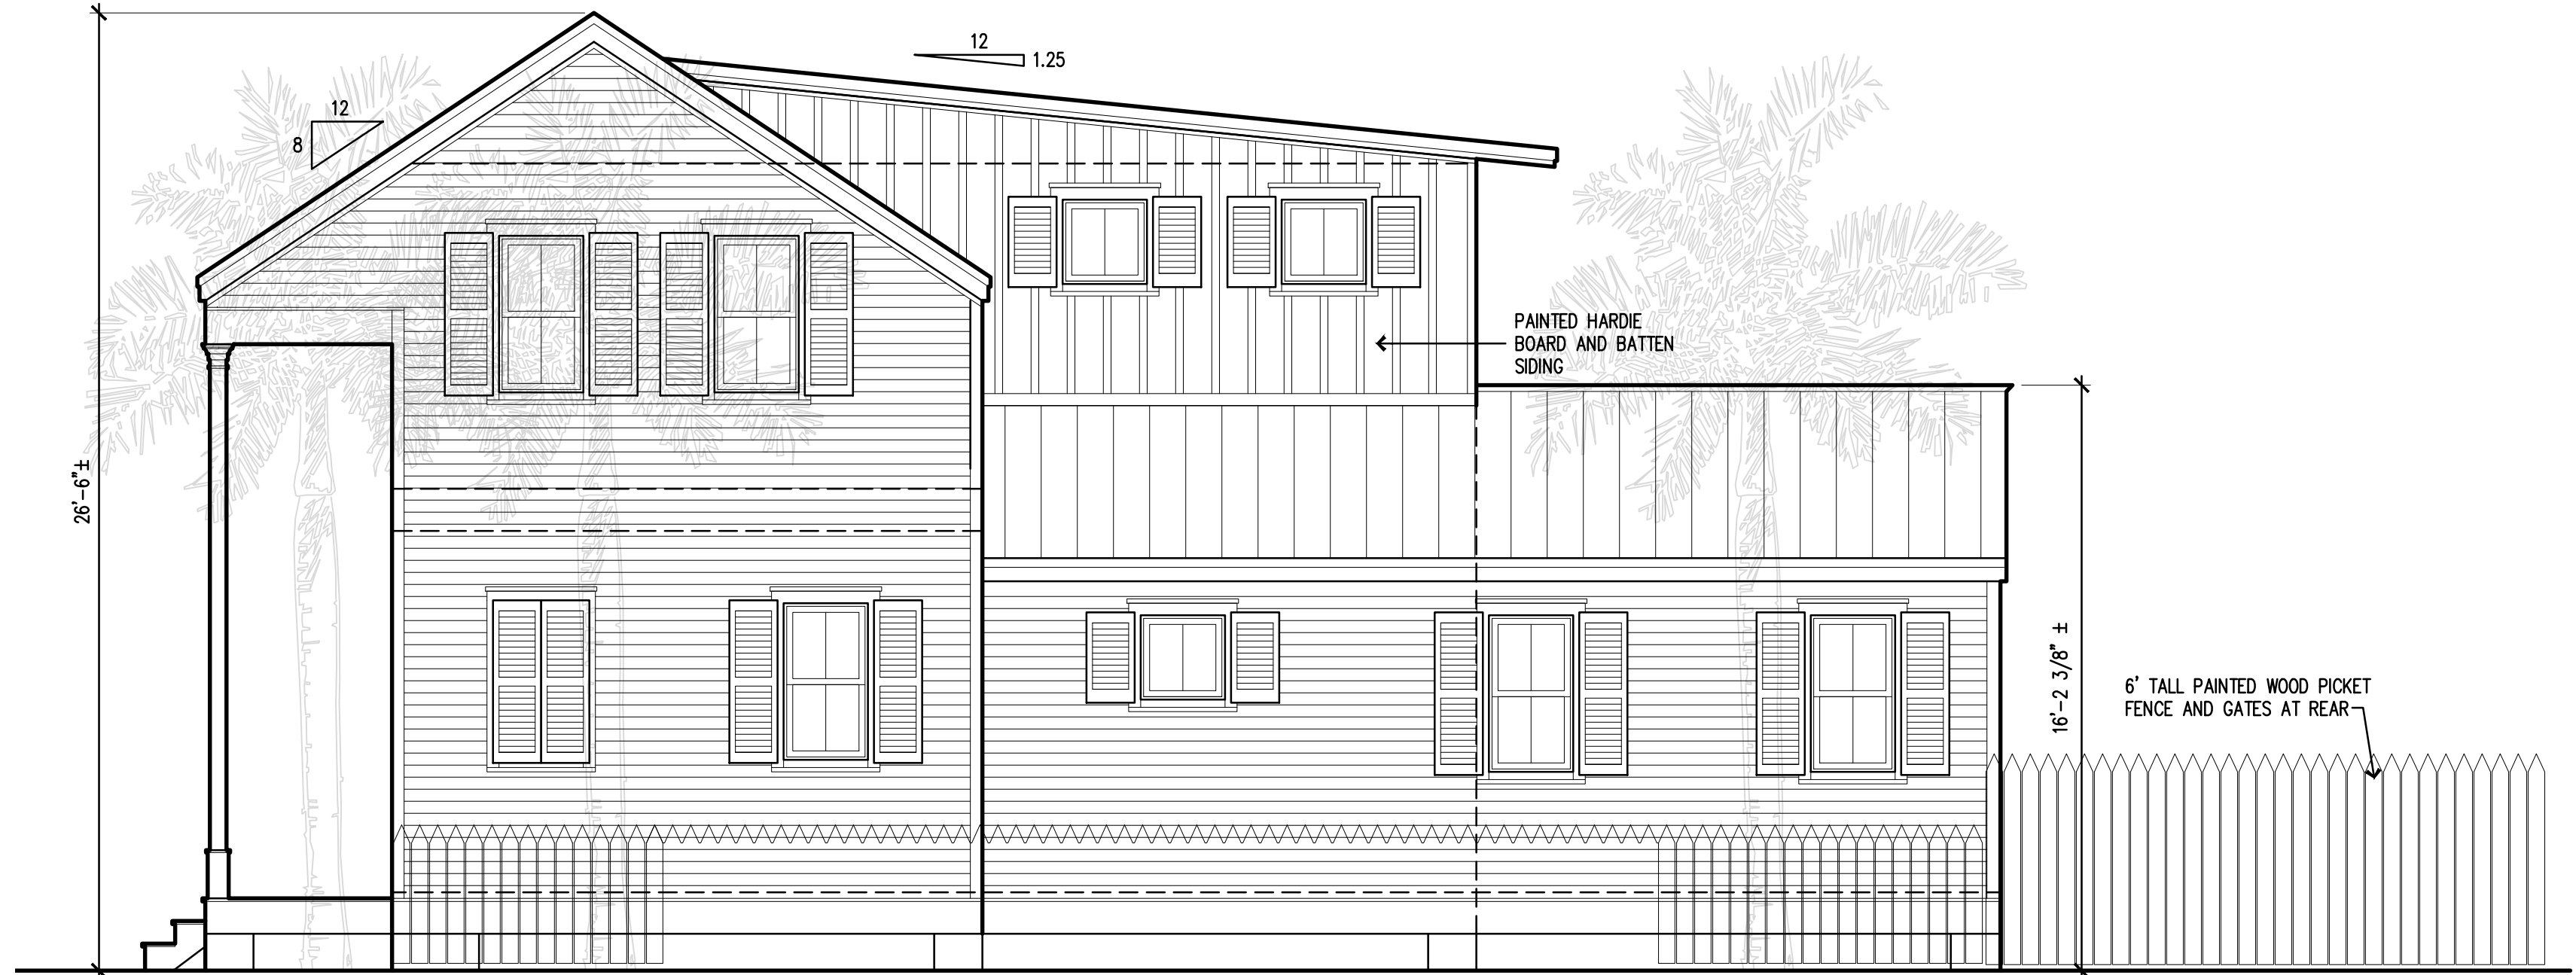 12
1.25
12
8
PAINTED HARDIE
BOARD AND BATTEN
SIDING
26'-6"±
16'-2 3/8" ±
6' TALL PAINTED WOOD PICKET
FENCE AND GATES AT REAR